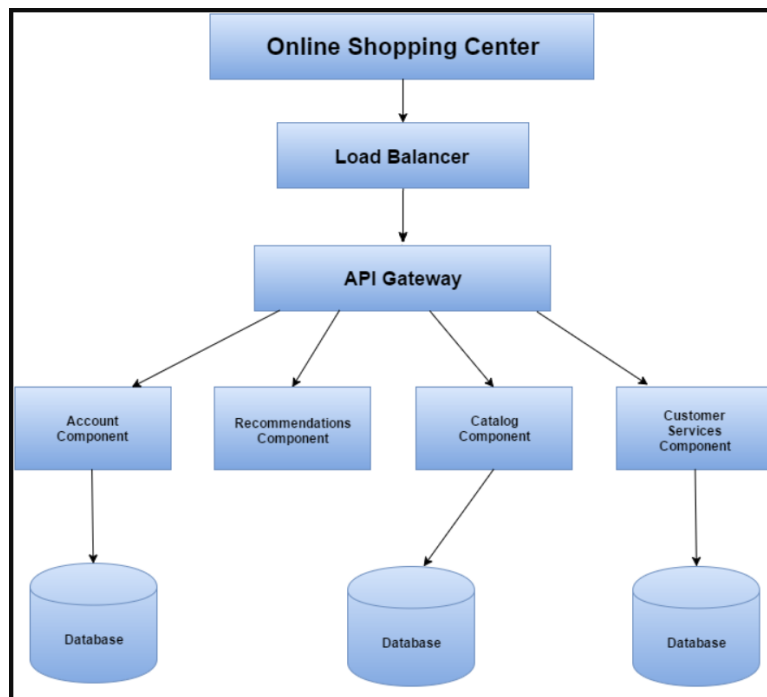 Online Shopping Center
Load Balancer
API Gateway
Account
Component
Recommendations
Component
Catalog
Component
Customer
Services
Component
Database
Database
Database